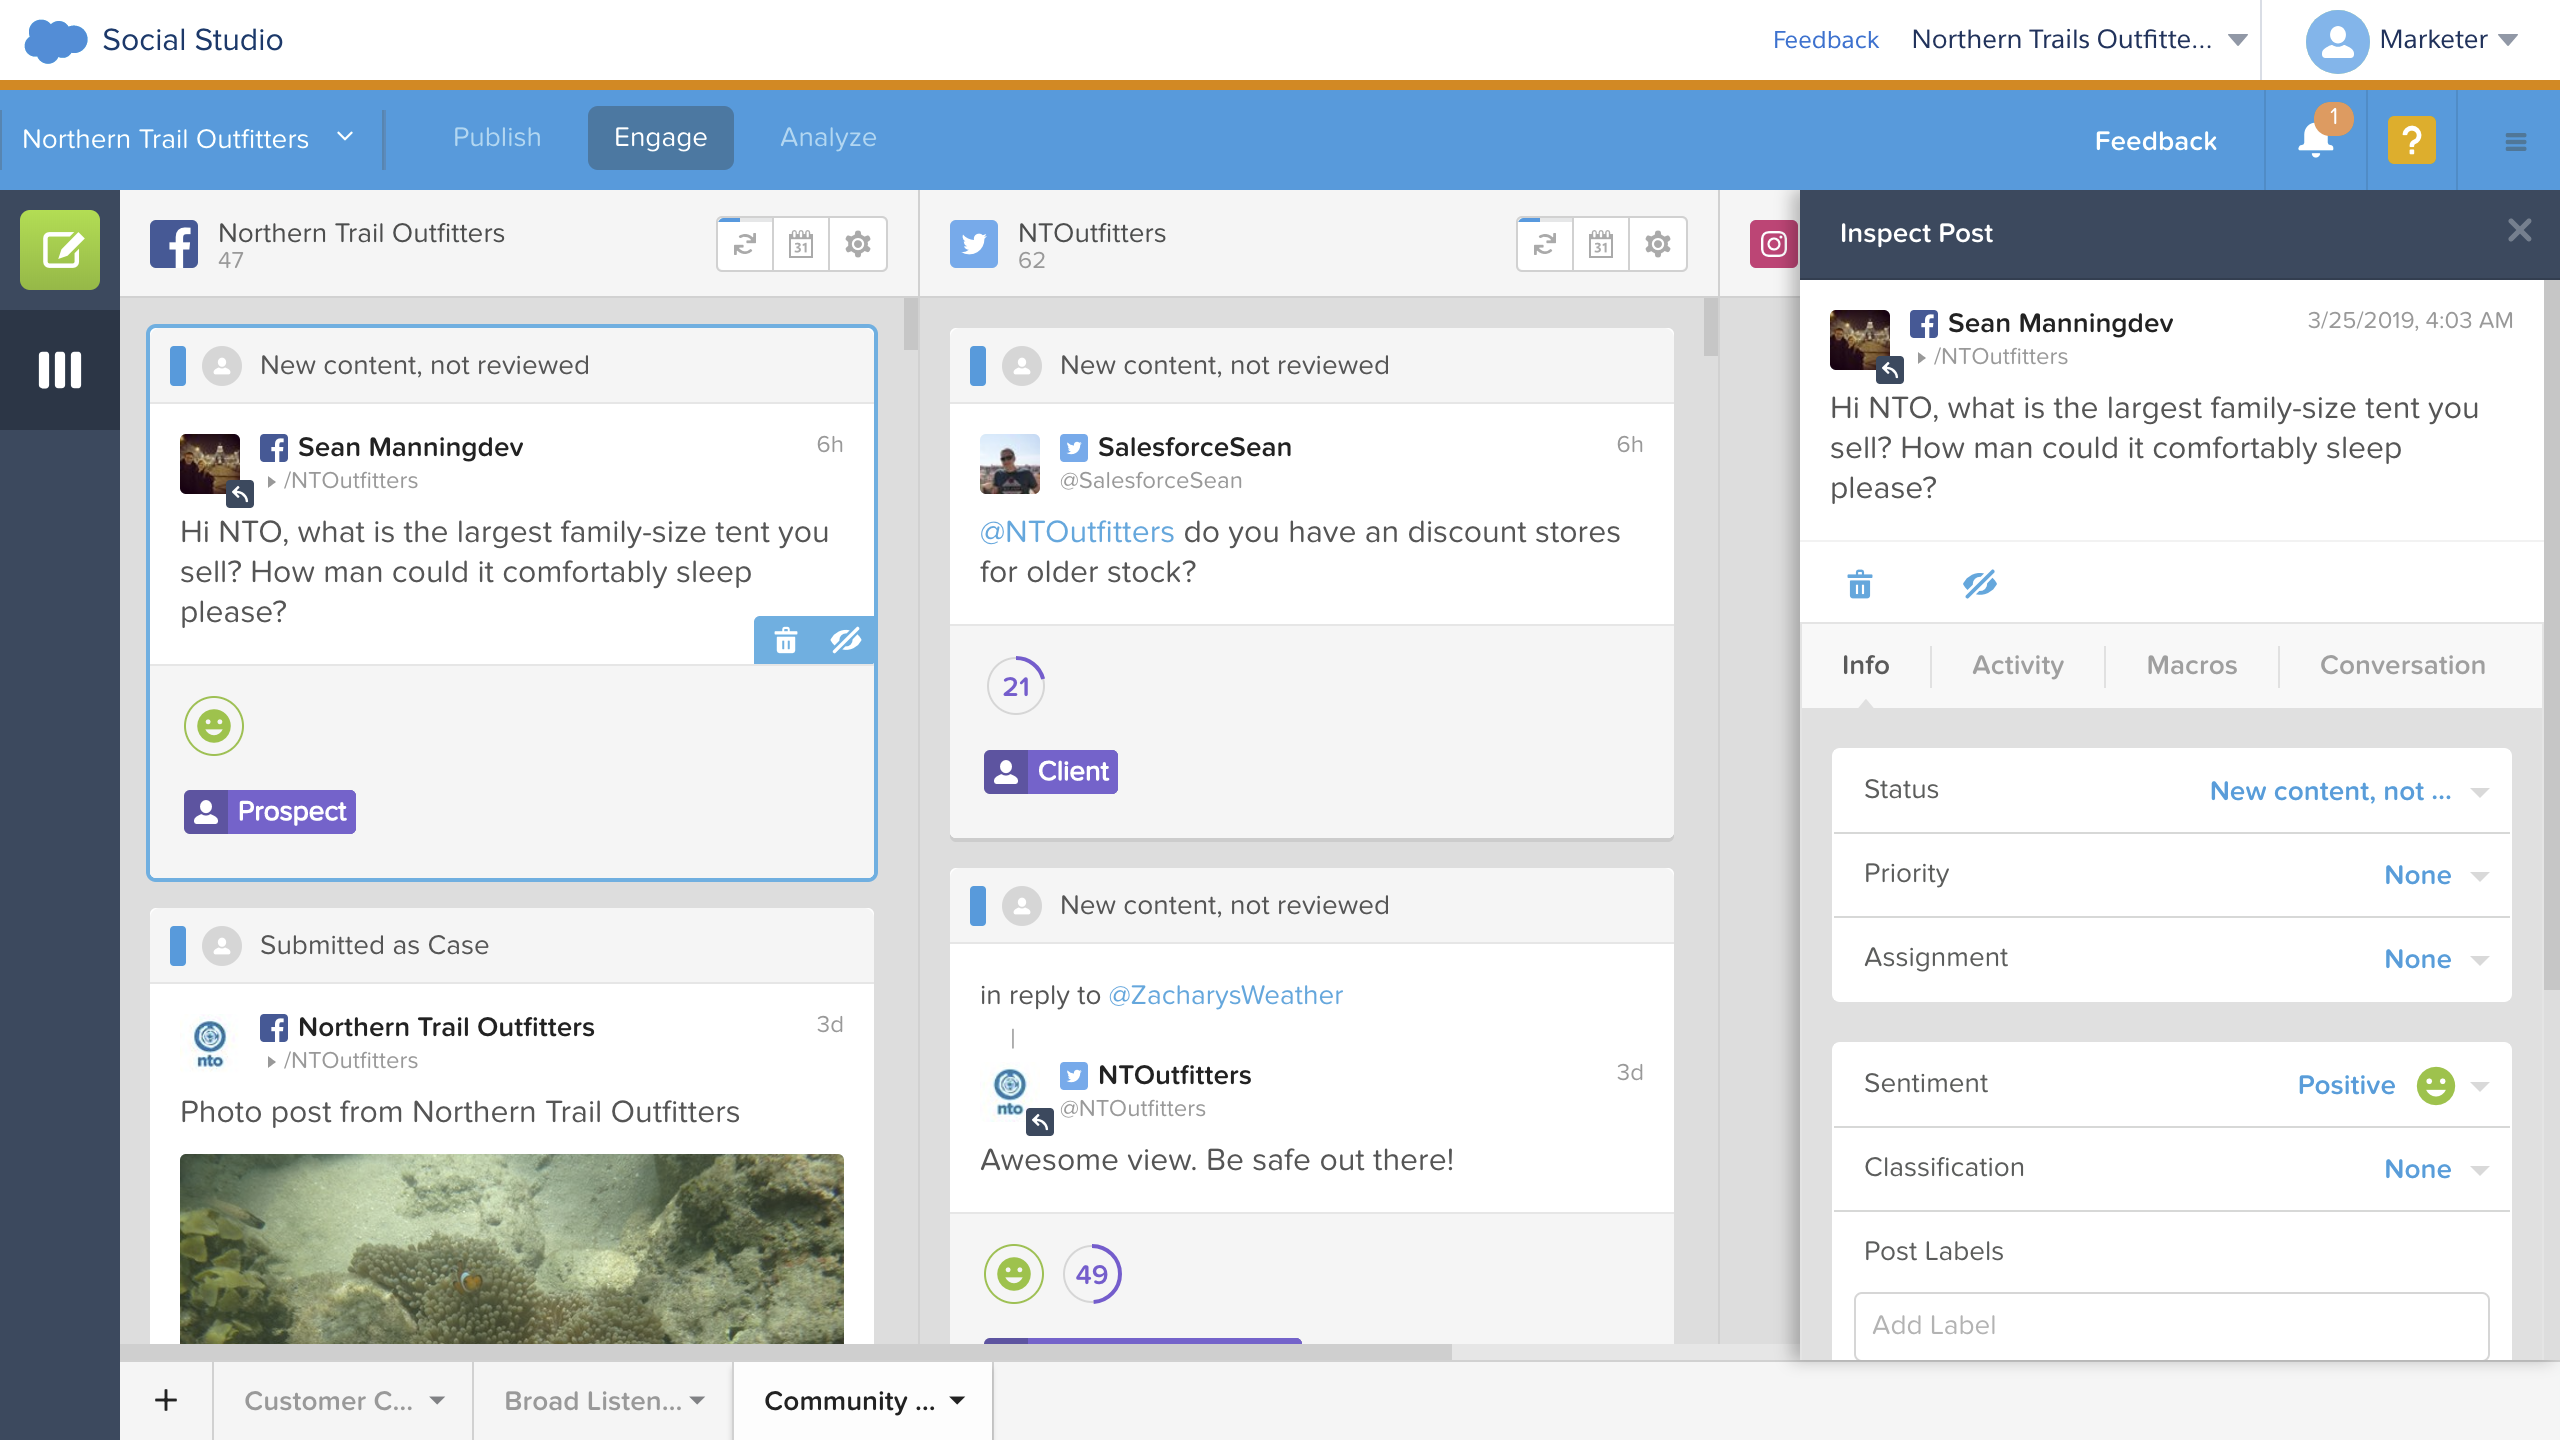 Social Studio
Feedback
Northern Trails Outfitte...
Marketer
Northern Trail Outfitters
Publish
Engage
Analyze
Feedback
1
?
Northern Trail Outfitters
47
31
NTOutfitters
62
31
Inspect Post
New content, not reviewed
Sean Manningdev
6h
/NTOutfitters
Hi NTO, what is the largest family-size tent you
sell? How man could it comfortably sleep
please?
Prospect
Submitted as Case
Northern Trail Outfitters
3d
/NTOutfitters
nto
Photo post from Northern Trail Outfitters
New content, not reviewed
SalesforceSean
6h
@SalesforceSean
@NTOutfitters do you have an discount stores
for older stock?
21
Client
New content, not reviewed
in reply to @ZacharysWeather
NTOutfitters
3d
@NTOutfitters
nto
Awesome view. Be safe out there!
49
Sean Manningdev
3/25/2019, 4:03 AM
/NTOutfitters
Hi NTO, what is the largest family-size tent you
sell? How man could it comfortably sleep
please?
Info
Activity
Macros
Conversation
Status
New content, not ...
Priority
None
Assignment
None
Sentiment
Positive
Classification
None
Post Labels
Add Label
+
Customer C...
Broad Listen...
Community ...